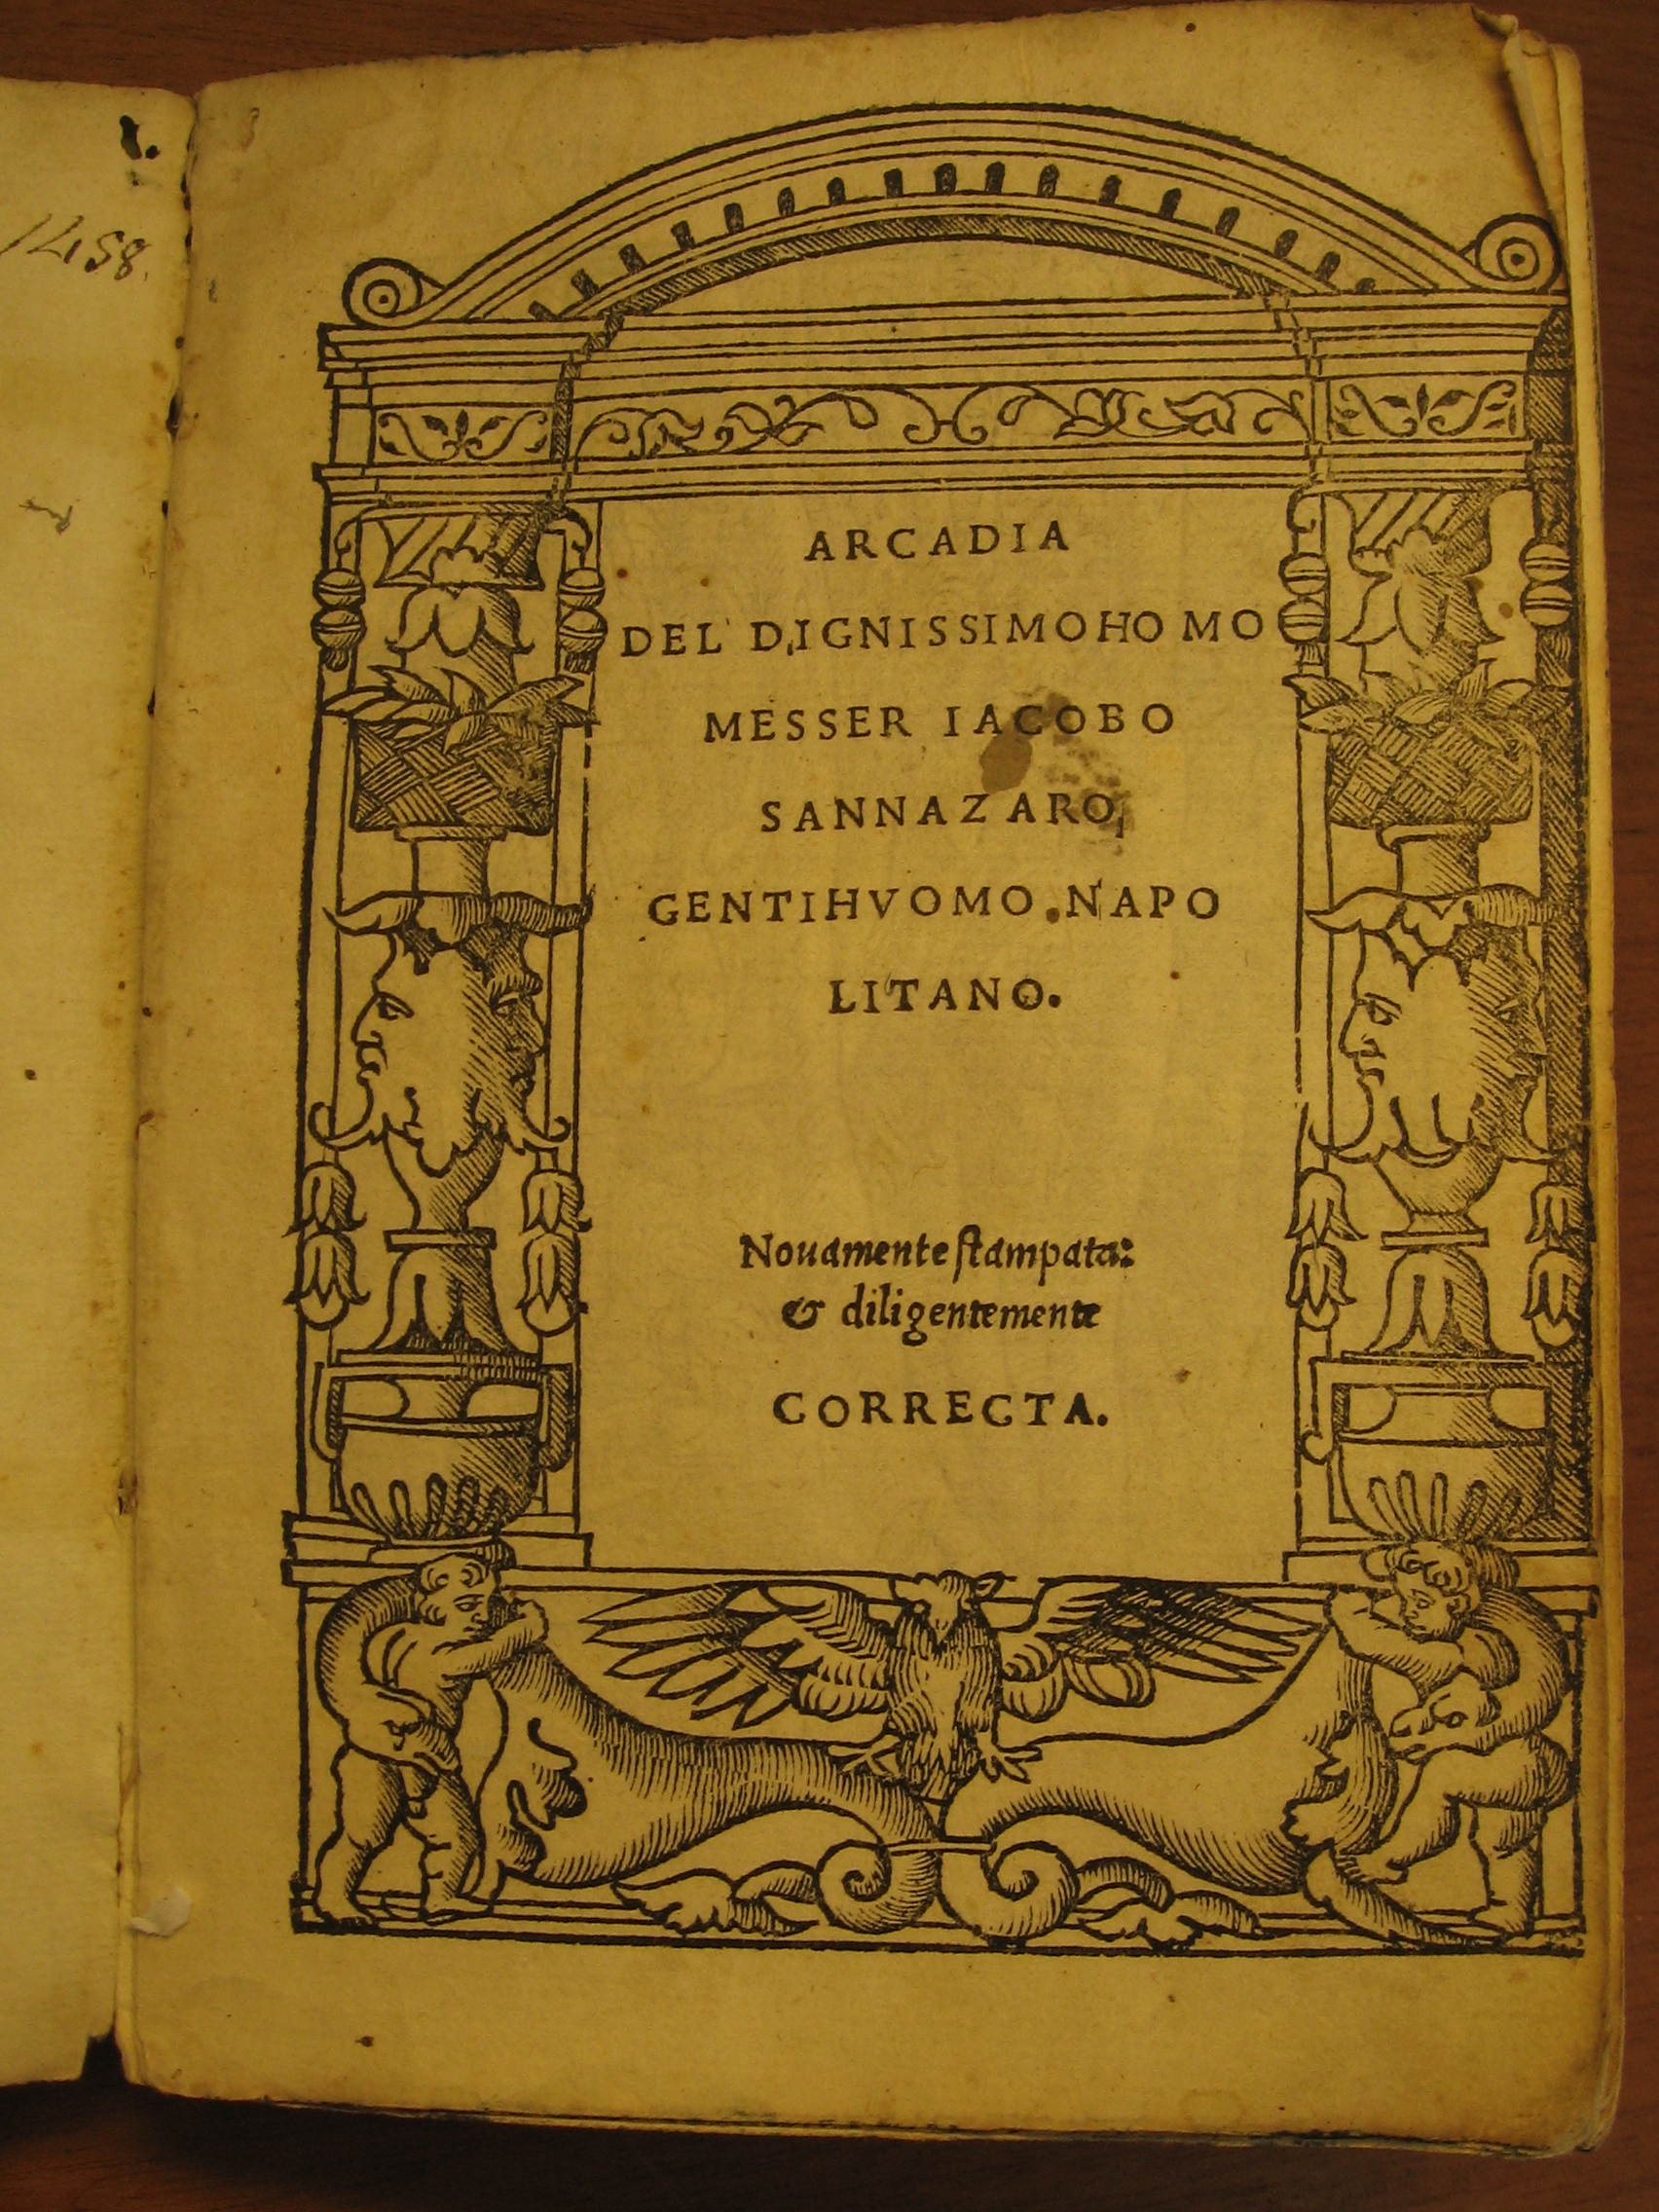 1458.
ARCADIA
DEL DIGNISSIMO HOMO
MESSER IACOBO
SANNAZARO,
GENTIHVOMO NAPO
LITANO.
Nouamente stampata:
& diligentemente
CORRECTA.